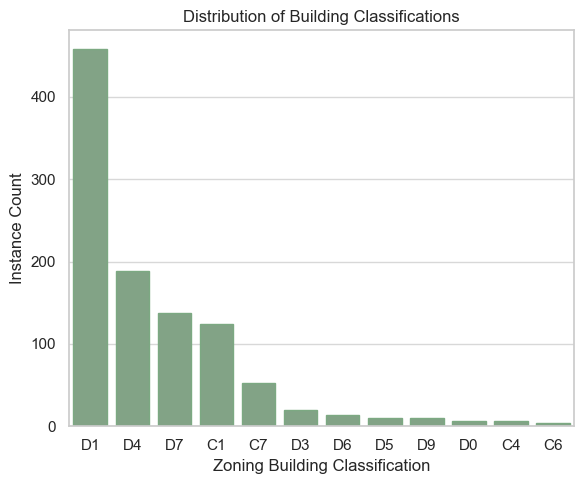 Distribution of Building Classifications
Instance Count
400
300
200
100
0
D1 D4 D7 C1 C7 D3 D6 D5 D9 D0 C4 C6
Zoning Building Classification